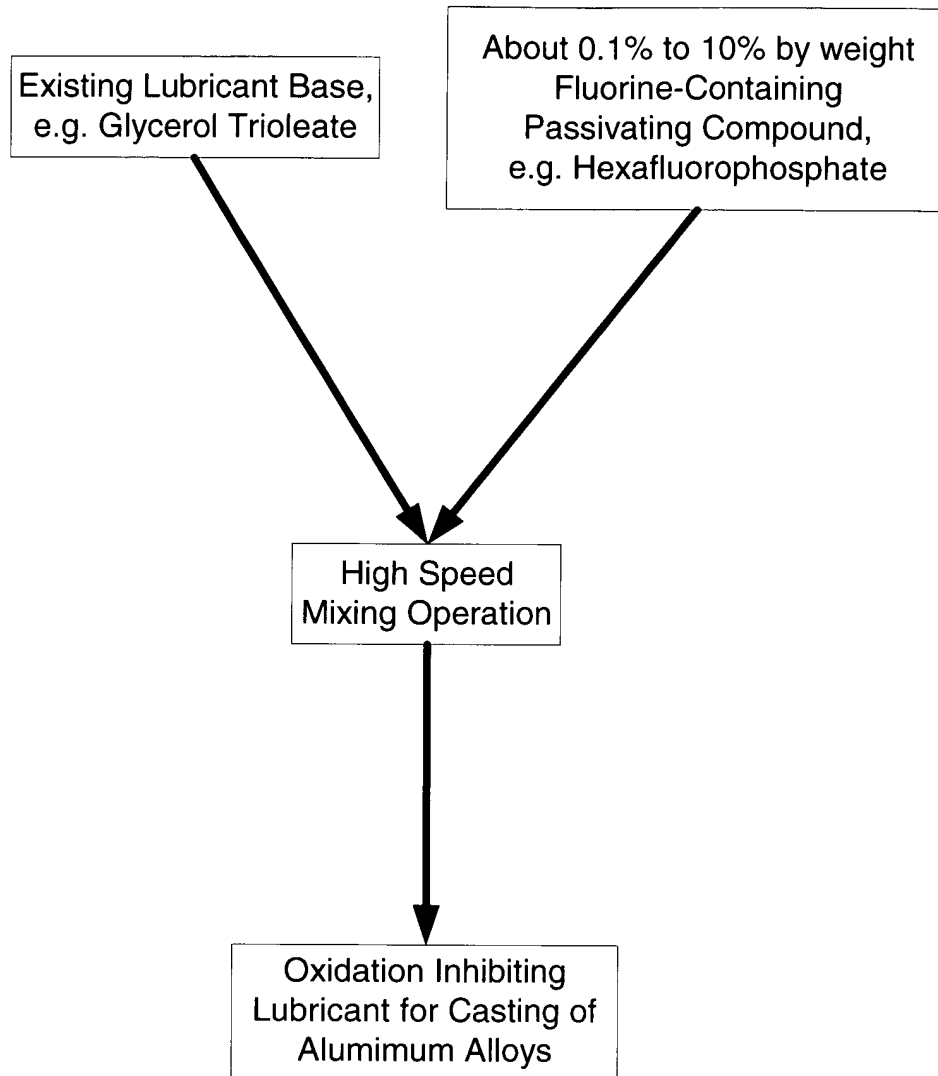 Existing Lubricant Base,
e.g. Glycerol Trioleate
About 0.1% to 10% by weight
Fluorine-Containing
Passivating Compound,
e.g. Hexafluorophosphate
High Speed
Mixing Operation
Oxidation Inhibiting
Lubricant for Casting of
Alumimum Alloys